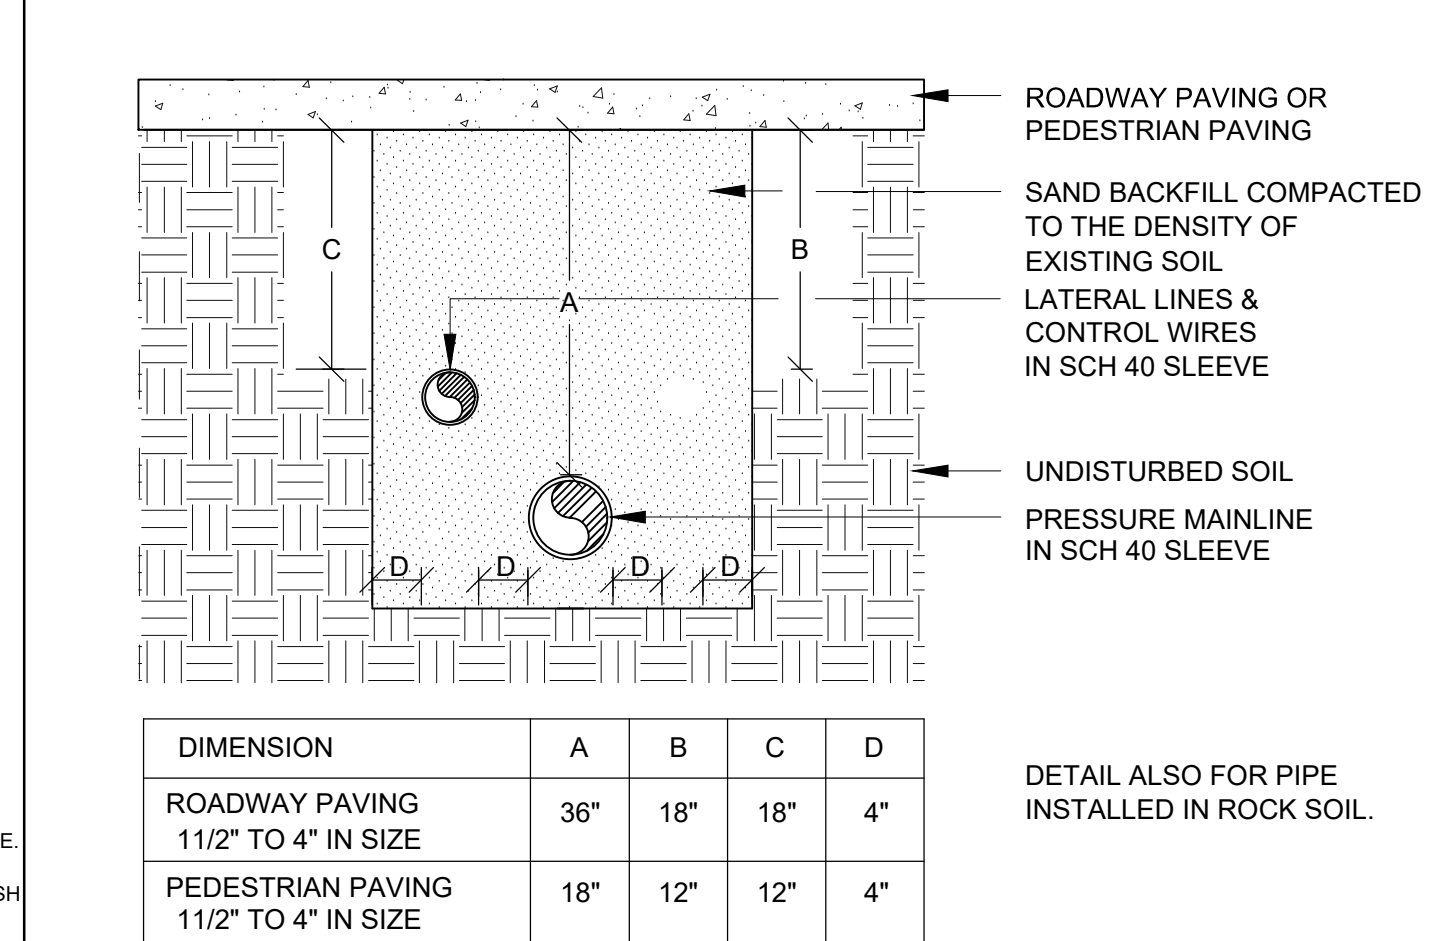 ROADWAY PAVING OR
PEDESTRIAN PAVING
SAND BACKFILL COMPACTED
TO THE DENSITY OF
EXISTING SOIL
LATERAL LINES &
CONTROL WIRES
IN SCH 40 SLEEVE
UNDISTURBED SOIL
PRESSURE MAINLINE
IN SCH 40 SLEEVE
C
B
A
D D D D
DIMENSION A B C D
ROADWAY PAVING
11/2" TO 4" IN SIZE
36" 18" 18" 4"
PEDESTRIAN PAVING
11/2" TO 4" IN SIZE
18" 12" 12" 4"
DETAIL ALSO FOR PIPE
INSTALLED IN ROCK SOIL.
E.
SH